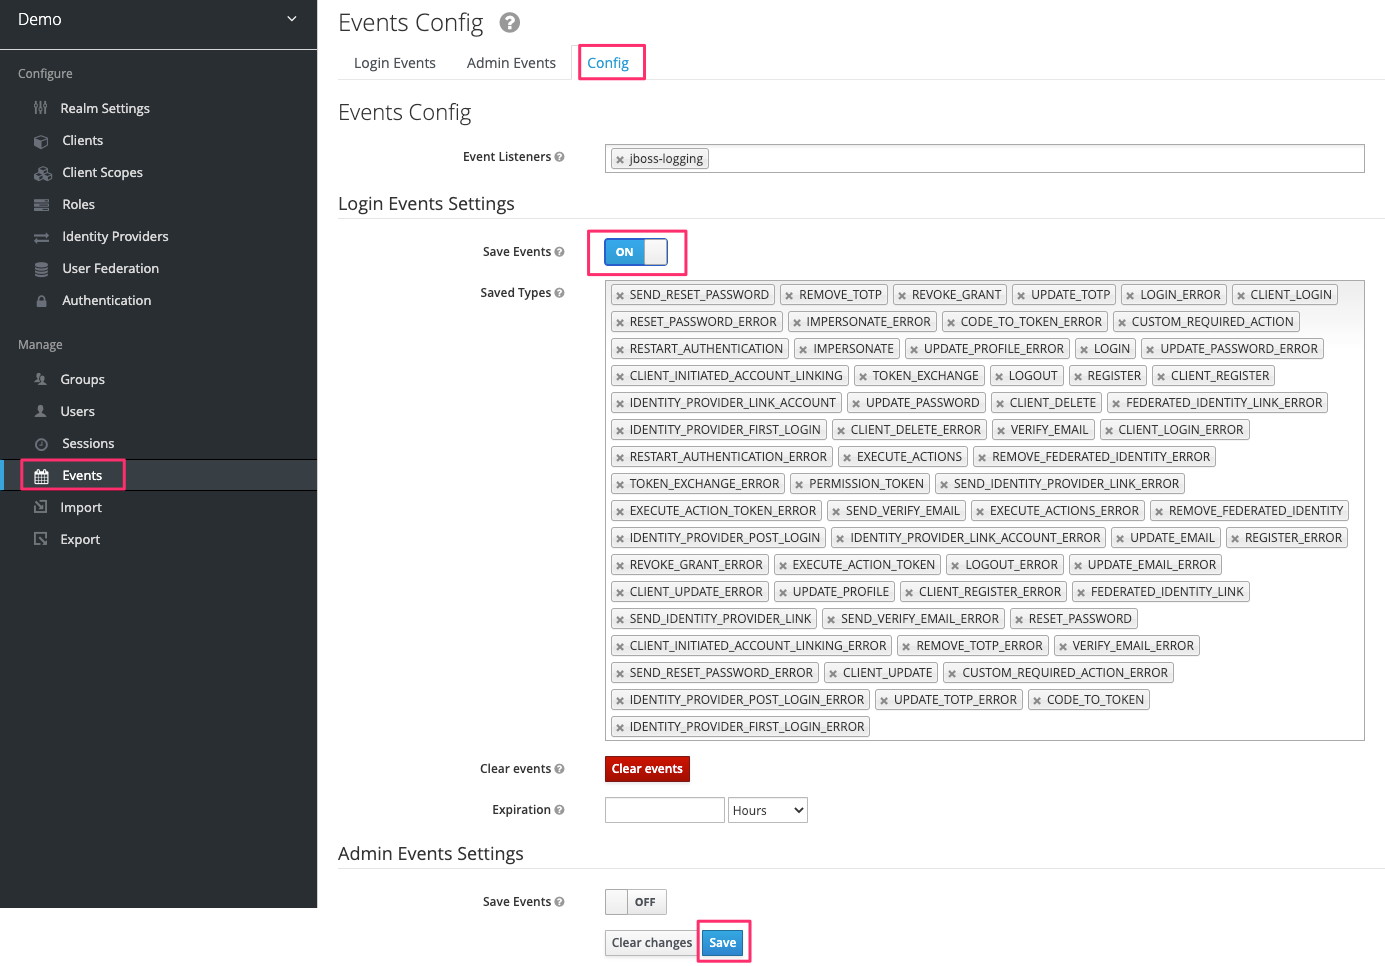 Demo
Configure
Realm Settings
Clients
Client Scopes
Roles
Identity Providers
User Federation
Authentication
Manage
Groups
Users
Sessions
Events
Import
Export
Events Config ?
Login Events Admin Events Config
Events Config
Event Listeners ? × jboss-logging
Login Events Settings
Save Events ? ON
Saved Types ? × SEND_RESET_PASSWORD × REMOVE_TOTP × REVOKE_GRANT × UPDATE_TOTP × LOGIN_ERROR × CLIENT_LOGIN
× RESET_PASSWORD_ERROR × IMPERSONATE_ERROR × CODE_TO_TOKEN_ERROR × CUSTOM_REQUIRED_ACTION
× RESTART_AUTHENTICATION × IMPERSONATE × UPDATE_PROFILE_ERROR × LOGIN × UPDATE_PASSWORD_ERROR
× CLIENT_INITIATED_ACCOUNT_LINKING × TOKEN_EXCHANGE × LOGOUT × REGISTER × CLIENT_REGISTER
× IDENTITY_PROVIDER_LINK_ACCOUNT × UPDATE_PASSWORD × CLIENT_DELETE × FEDERATED_IDENTITY_LINK_ERROR
× IDENTITY_PROVIDER_FIRST_LOGIN × CLIENT_DELETE_ERROR × VERIFY_EMAIL × CLIENT_LOGIN_ERROR
× RESTART_AUTHENTICATION_ERROR × EXECUTE_ACTIONS × REMOVE_FEDERATED_IDENTITY_ERROR
× TOKEN_EXCHANGE_ERROR × PERMISSION_TOKEN × SEND_IDENTITY_PROVIDER_LINK_ERROR
× EXECUTE_ACTION_TOKEN_ERROR × SEND_VERIFY_EMAIL × EXECUTE_ACTIONS_ERROR × REMOVE_FEDERATED_IDENTITY
× IDENTITY_PROVIDER_POST_LOGIN × IDENTITY_PROVIDER_LINK_ACCOUNT_ERROR × UPDATE_EMAIL × REGISTER_ERROR
× REVOKE_GRANT_ERROR × EXECUTE_ACTION_TOKEN × LOGOUT_ERROR × UPDATE_EMAIL_ERROR
× CLIENT_UPDATE_ERROR × UPDATE_PROFILE × CLIENT_REGISTER_ERROR × FEDERATED_IDENTITY_LINK
× SEND_IDENTITY_PROVIDER_LINK × SEND_VERIFY_EMAIL_ERROR × RESET_PASSWORD
× CLIENT_INITIATED_ACCOUNT_LINKING_ERROR × REMOVE_TOTP_ERROR × VERIFY_EMAIL_ERROR
× SEND_RESET_PASSWORD_ERROR × CLIENT_UPDATE × CUSTOM_REQUIRED_ACTION_ERROR
× IDENTITY_PROVIDER_POST_LOGIN_ERROR × UPDATE_TOTP_ERROR × CODE_TO_TOKEN
× IDENTITY_PROVIDER_FIRST_LOGIN_ERROR
Clear events ? Clear events
Expiration ? Hours
Admin Events Settings
Save Events ? OFF
Clear changes Save